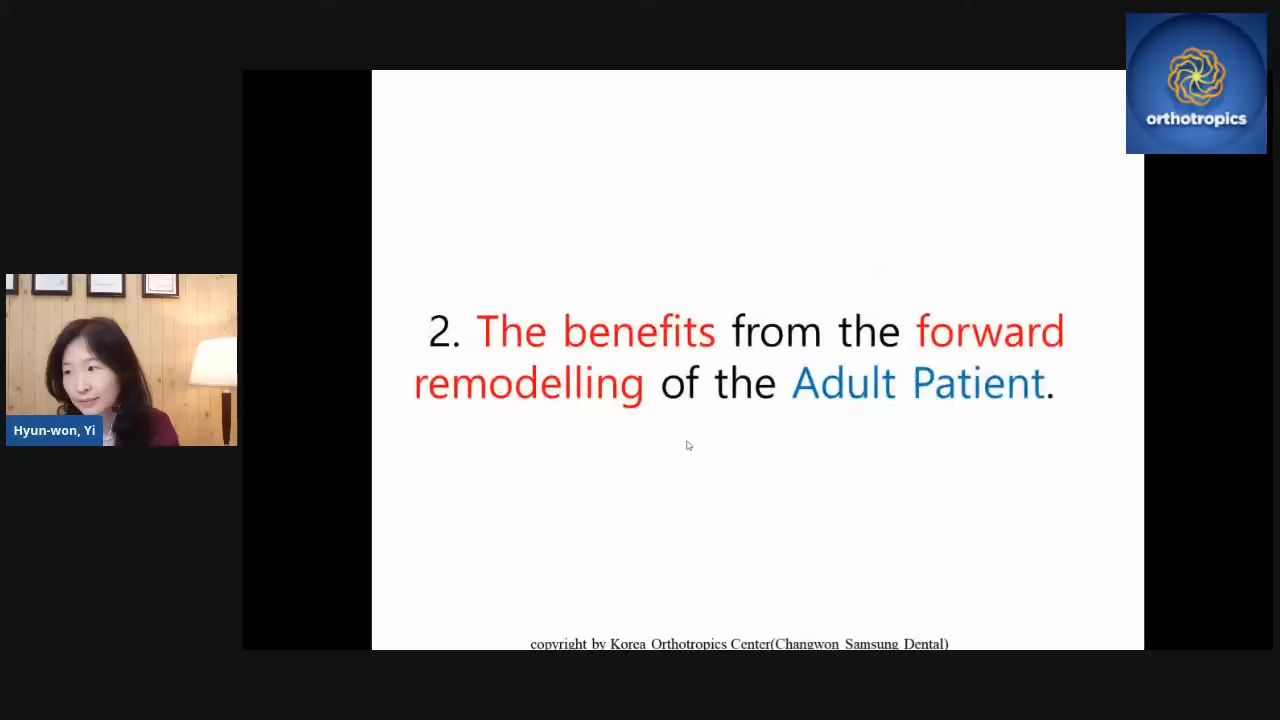 orthotropics
2. The benefits from the forward
remodelling of the Adult Patient.
Hyun-won, Yi
copyright by Korea Orthotropics Center(Changwon Samsung Dental)